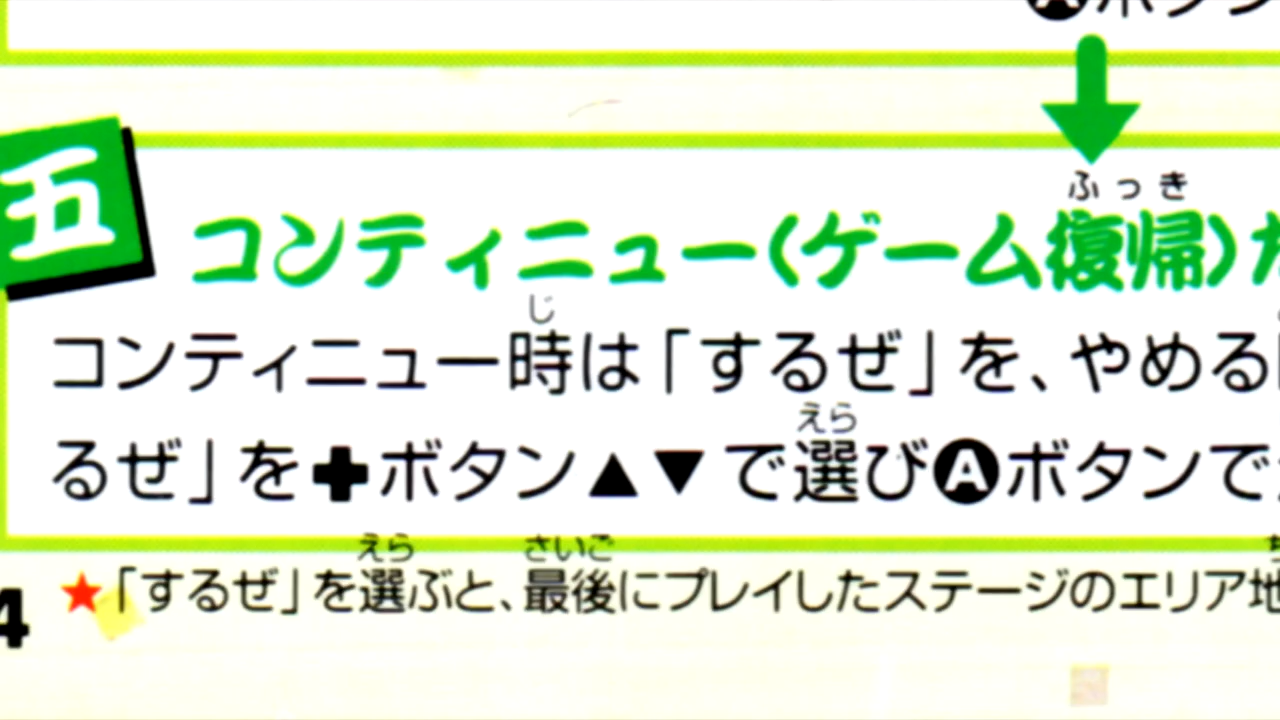 Ⓐボタン
五
ふっき
コンティニュー(ゲーム復帰)
じ
コンティニュー時は「するぜ」を、やめる
えら
るぜ」を✚ボタン▲▼で選びⒶボタンで
えら さいご
★「するぜ」を選ぶと、最後にプレイしたステージのエリア地
4